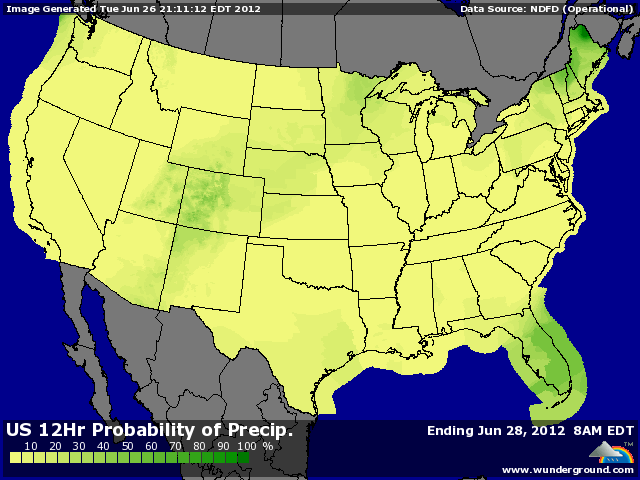 Image Generated Tue Jun 26 21:11:12 EDT 2012 Data Source: NDFD (Operational)
US 12Hr Probability of Precip. Ending Jun 28, 2012 8AM EDT
10 20 30 40 50 60 70 80 90 100 %
TM
www.wunderground.com